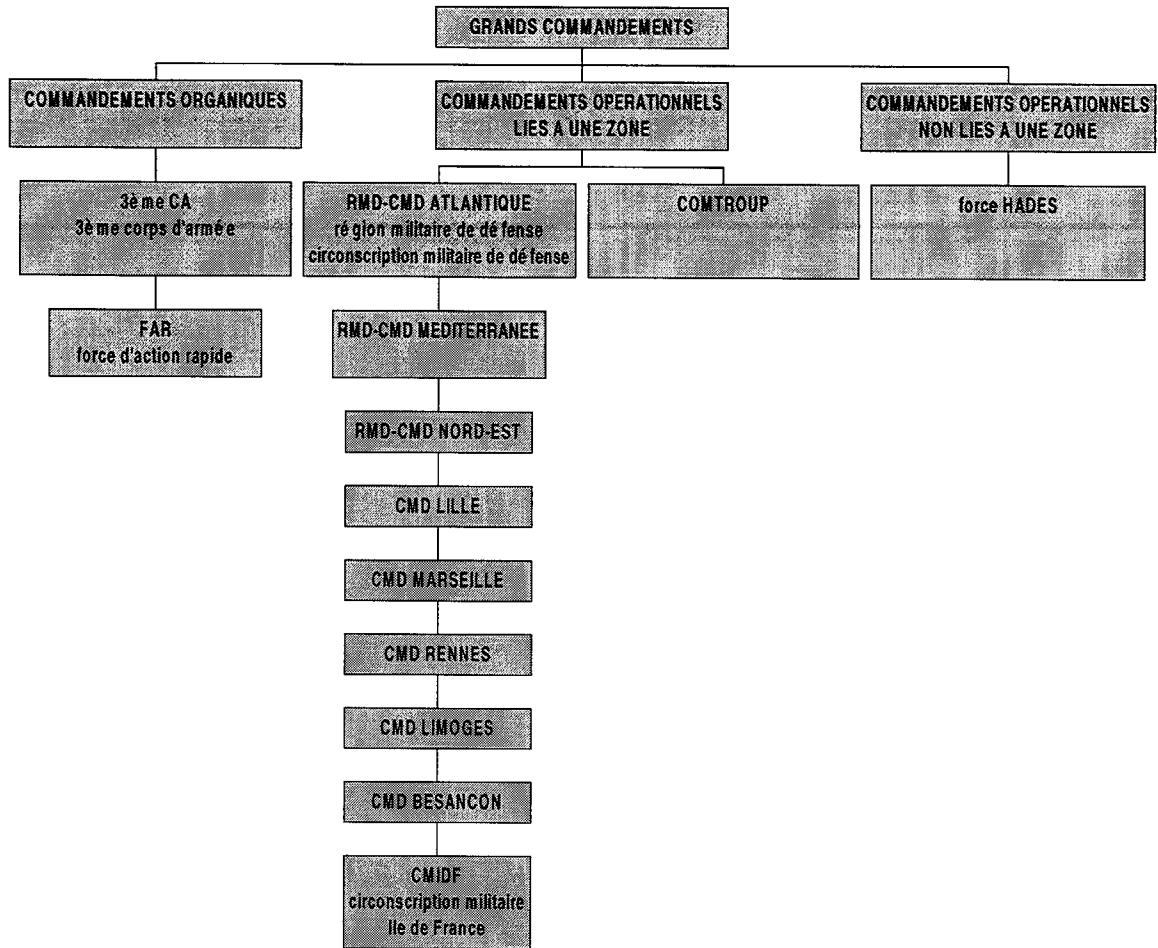 GRANDS COMMANDEMENTS
COMMANDEMENTS ORGANIQUES
COMMANDEMENTS OPERATIONNELS
LIES A UNE ZONE
COMMANDEMENTS OPERATIONNELS
NON LIES A UNE ZONE
3ème CA
3ème corps d'armée
RMD-CMD ATLANTIQUE
région militaire de défense
circonscription militaire de défense
COMTROUP
force HADES
FAR
force d'action rapide
RMD-CMD MEDITERRANEE
RMD-CMD NORD-EST
CMD LILLE
CMD MARSEILLE
CMD RENNES
CMD LIMOGES
CMD BESANCON
CMIDF
circonscription militaire
Ile de France